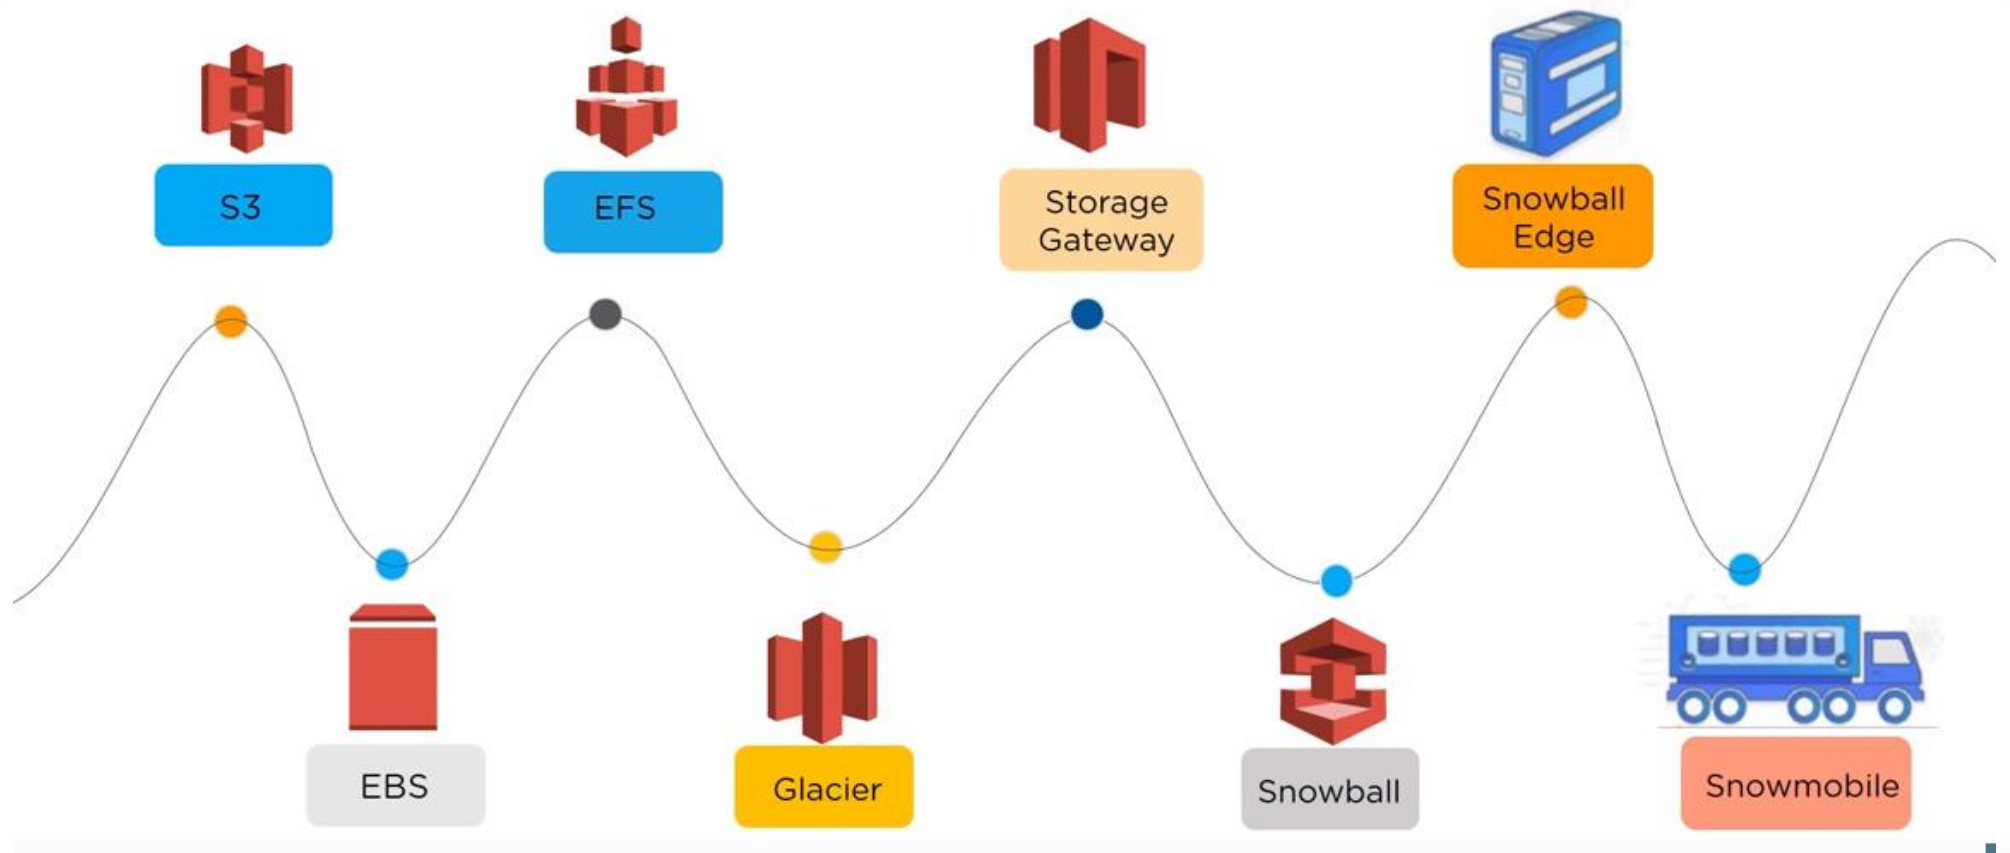 S3
EFS
Storage
Gateway
Snowball
Edge
EBS
Glacier
Snowball
Snowmobile